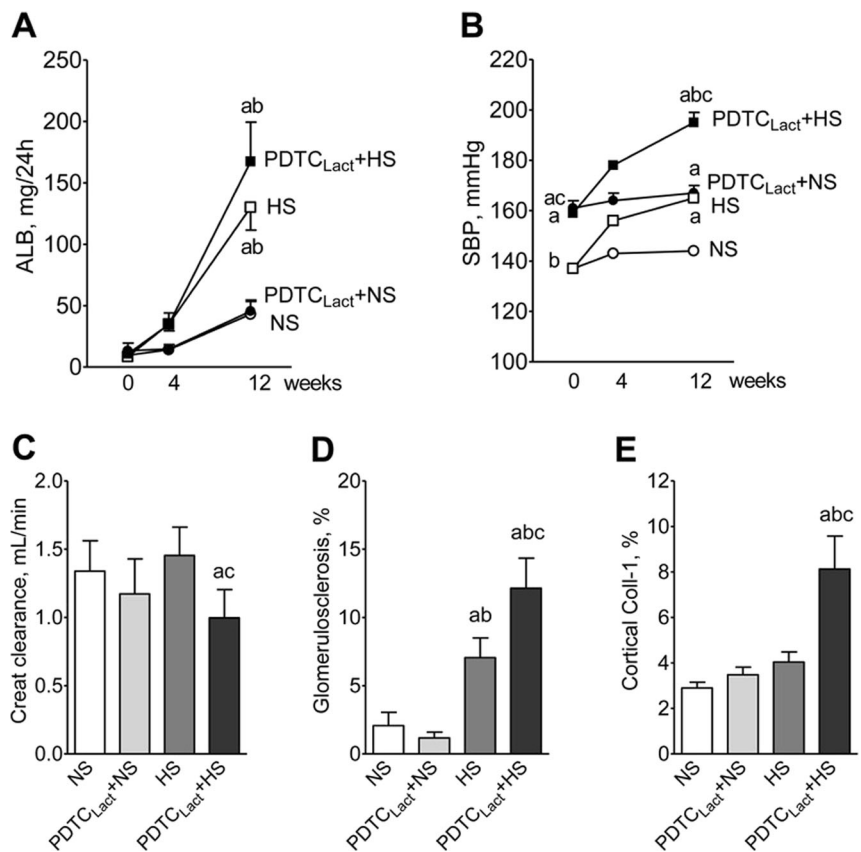 A
ALB, mg/24h
250
200
150
100
50
0
0 4 12 weeks
ab
PDTCLact+HS
HS
ab
PDTCLact+NS
NS
B
SBP, mmHg
220
200
180
160
140
120
100
0 4 12 weeks
abc
PDTCLact+HS
a
PDTCLact+NS
HS
a
NS
ac
a
b
C
Creat clearance, mL/min
2.0
1.5
1.0
0.5
0.0
ac
NS
PDTCLact+NS
HS
PDTCLact+HS
D
Glomerulosclerosis, %
20
15
10
5
0
ab
abc
NS
PDTCLact+NS
HS
PDTCLact+HS
E
Cortical Coll-1, %
12
10
8
6
4
2
0
abc
NS
PDTCLact+NS
HS
PDTCLact+HS